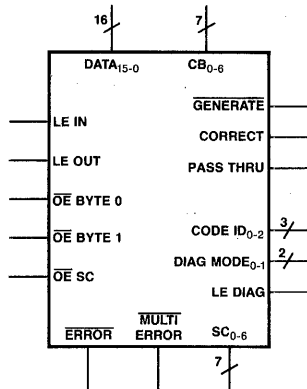 16 7
DATA15-0 CB0-6
GENERATE
LE IN
CORRECT
LE OUT
PASS THRU
OE BYTE 0
CODE ID0-2 3
OE BYTE 1
DIAG MODE0-1 2
OE SC
LE DIAG
MULTI
ERROR ERROR SC0-6
7